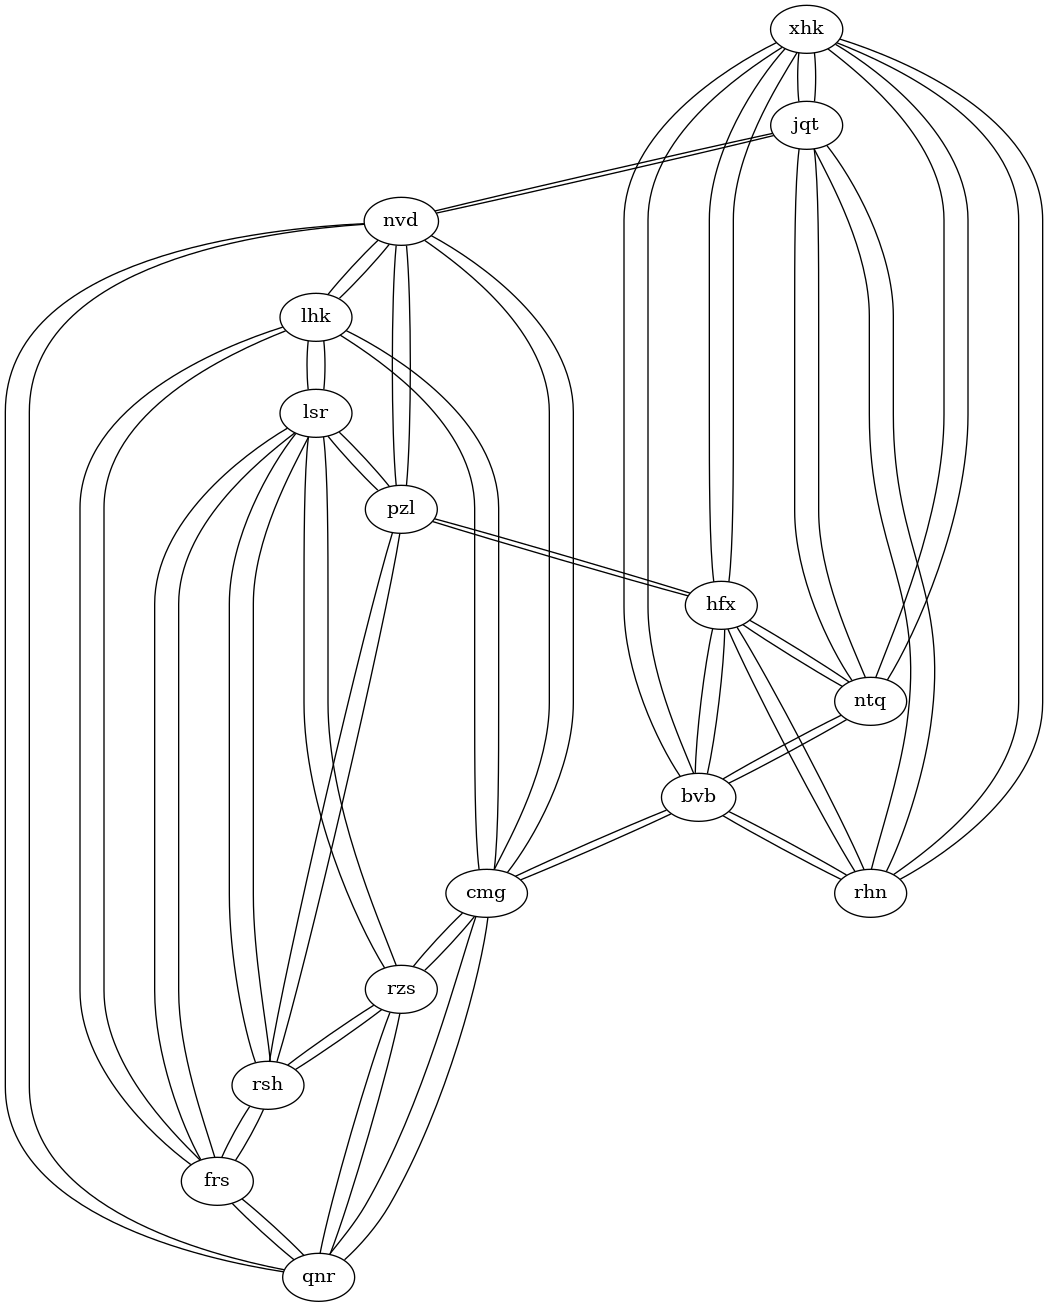 xhk
jqt
nvd
lhk
lsr
pzl
hfx
ntq
bvb
cmg
rhn
rzs
rsh
frs
qnr